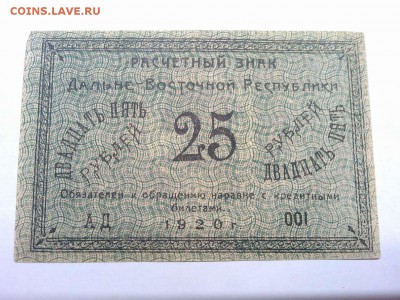 COINS.LAVE.RU
РАСЧЕТНЫЙ ЗНАК
Дальне-Восточной Республики
ДВАДЦАТЬ ПЯТЬ
РУБЛЕЙ
25
РУБЛЕЙ
ДВАДЦАТЬ ПЯТЬ
Обязателен к обращению наравне с кредитными
билетами.
АД
1920 г.
001